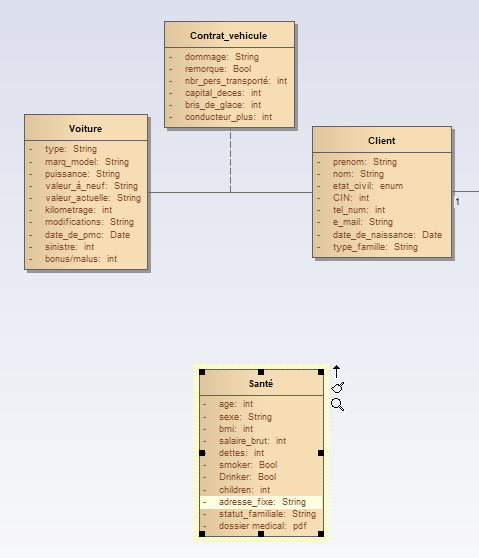 Contrat_vehicule
- dommage: String
- remorque: Bool
- nbr_pers_transporté: int
- capital_deces: int
- bris_de_glace: int
- conducteur_plus: int
Voiture
- type: String
- marq_model: String
- puissance: String
- valeur_à_neuf: String
- valeur_actuelle: String
- kilometrage: int
- modifications: String
- date_de_pmc: Date
- sinistre: int
- bonus/malus: int
Client
- prenom: String
- nom: String
- etat_civil: enum
- CIN: int
- tel_num: int
- e_mail: String
- date_de_naissance: Date
- type_famille: String
1
Santé
- age: int
- sexe: String
- bmi: int
- salaire_brut: int
- dettes: int
- smoker: Bool
- Drinker: Bool
- children: int
- adresse_fixe: String
- statut_familiale: String
- dossier medical: pdf